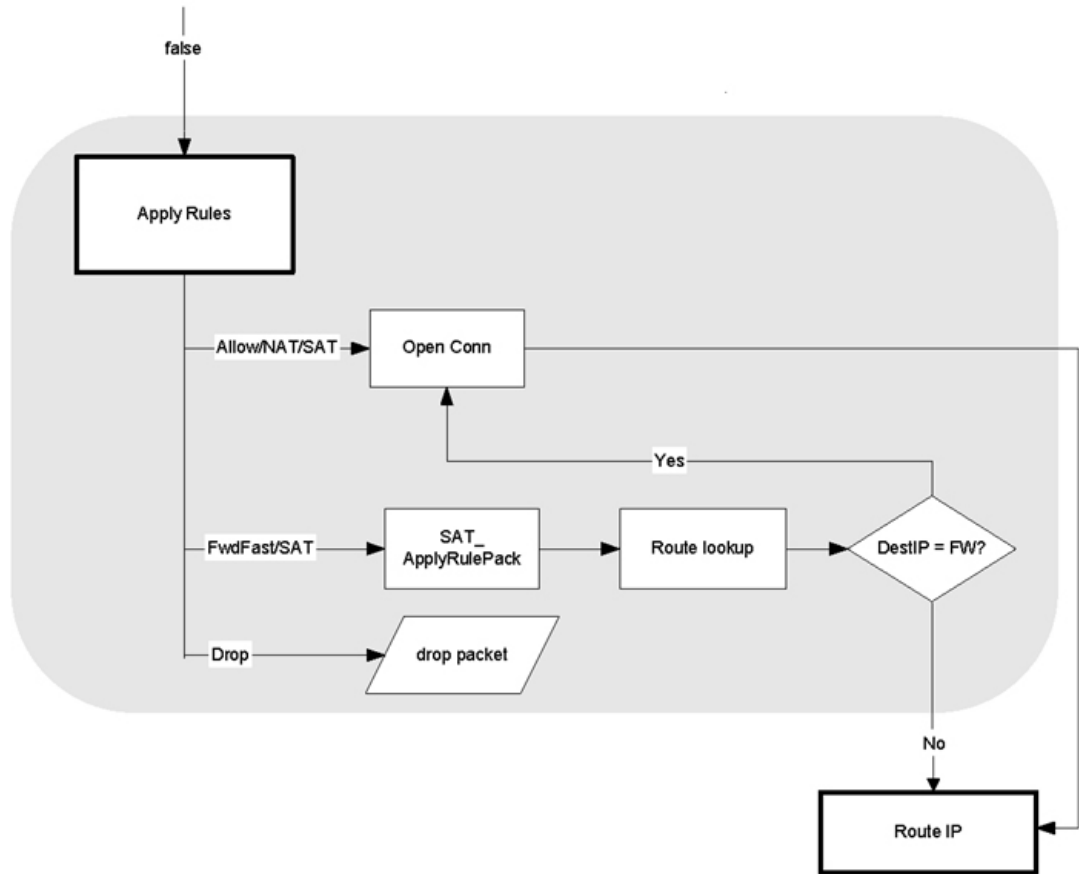 false
Apply Rules
Allow/NAT/SAT
Open Conn
Yes
FwdFast/SAT
SAT_
ApplyRulePack
Route lookup
DestIP = FW?
Drop
drop packet
No
Route IP